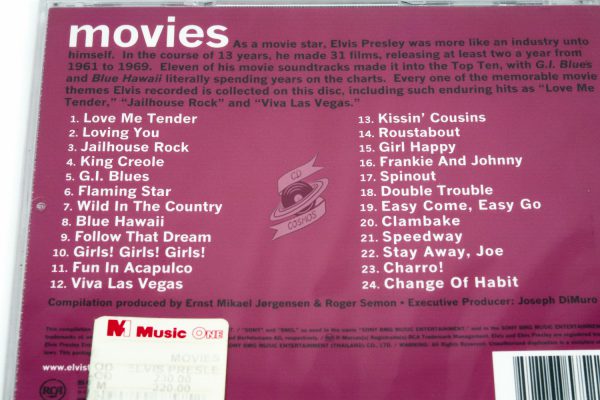 movies
As a movie star, Elvis Presley was more like an industry unto
himself. In the course of 13 years, he made 31 films, releasing at least two a year from
1961 to 1969. Eleven of his movie soundtracks made it into the Top Ten, with G.I. Blues
and Blue Hawaii literally spending years on the charts. Every one of the memorable movie
themes Elvis recorded is collected on this disc, including such enduring hits as "Love Me
Tender," "Jailhouse Rock" and "Viva Las Vegas."
1. Love Me Tender
2. Loving You
3. Jailhouse Rock
4. King Creole
5. G.I. Blues
6. Flaming Star
7. Wild In The Country
8. Blue Hawaii
9. Follow That Dream
10. Girls! Girls! Girls!
11. Fun In Acapulco
12. Viva Las Vegas
13. Kissin' Cousins
14. Roustabout
15. Girl Happy
16. Frankie And Johnny
17. Spinout
18. Double Trouble
19. Easy Come, Easy Go
20. Clambake
21. Speedway
22. Stay Away, Joe
23. Charro!
24. Change Of Habit
CD
COSMOS
Compilation produced by Ernst Mikael Jørgensen & Roger Semon • Executive Producer: Joseph DiMuro
This compilation
www.elvist
Music ONE
MOVIES
ELVIS PRESLE
230.00
220.00
Unauthorized